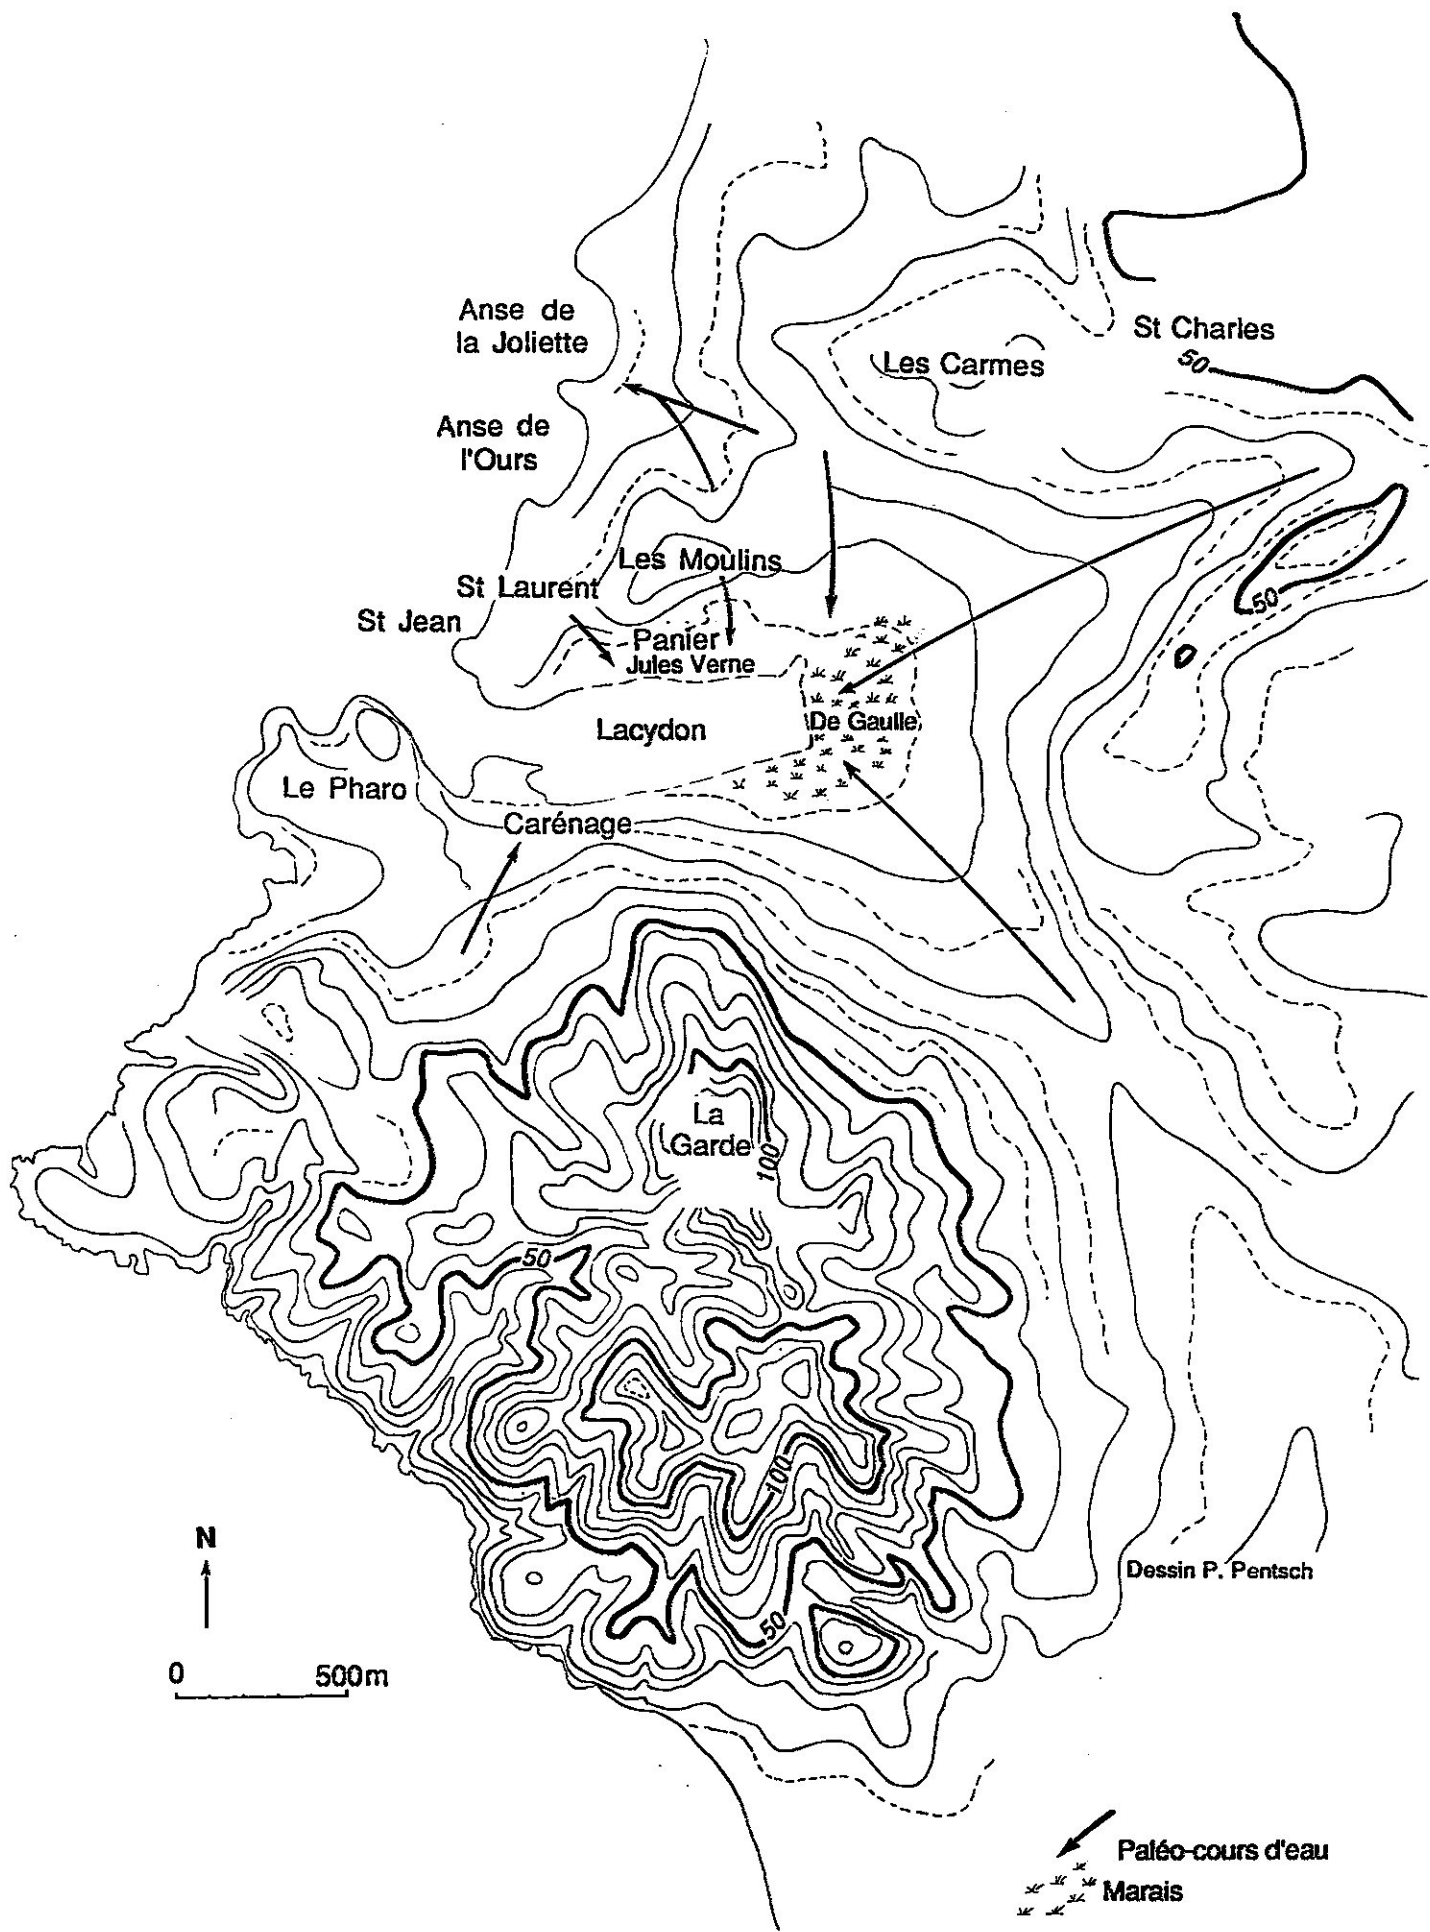 Anse de
la Joliette
St Charles
50
Les Carmes
Anse de
l'Ours
Les Moulins
St Laurent
50
St Jean
Panier
Jules Verne
Lacydon
De Gaulle
Le Pharo
Carénage
La
Garde
100
50
100
N
Dessin P. Pentsch
50
0 500m
Paléo-cours d'eau
Marais